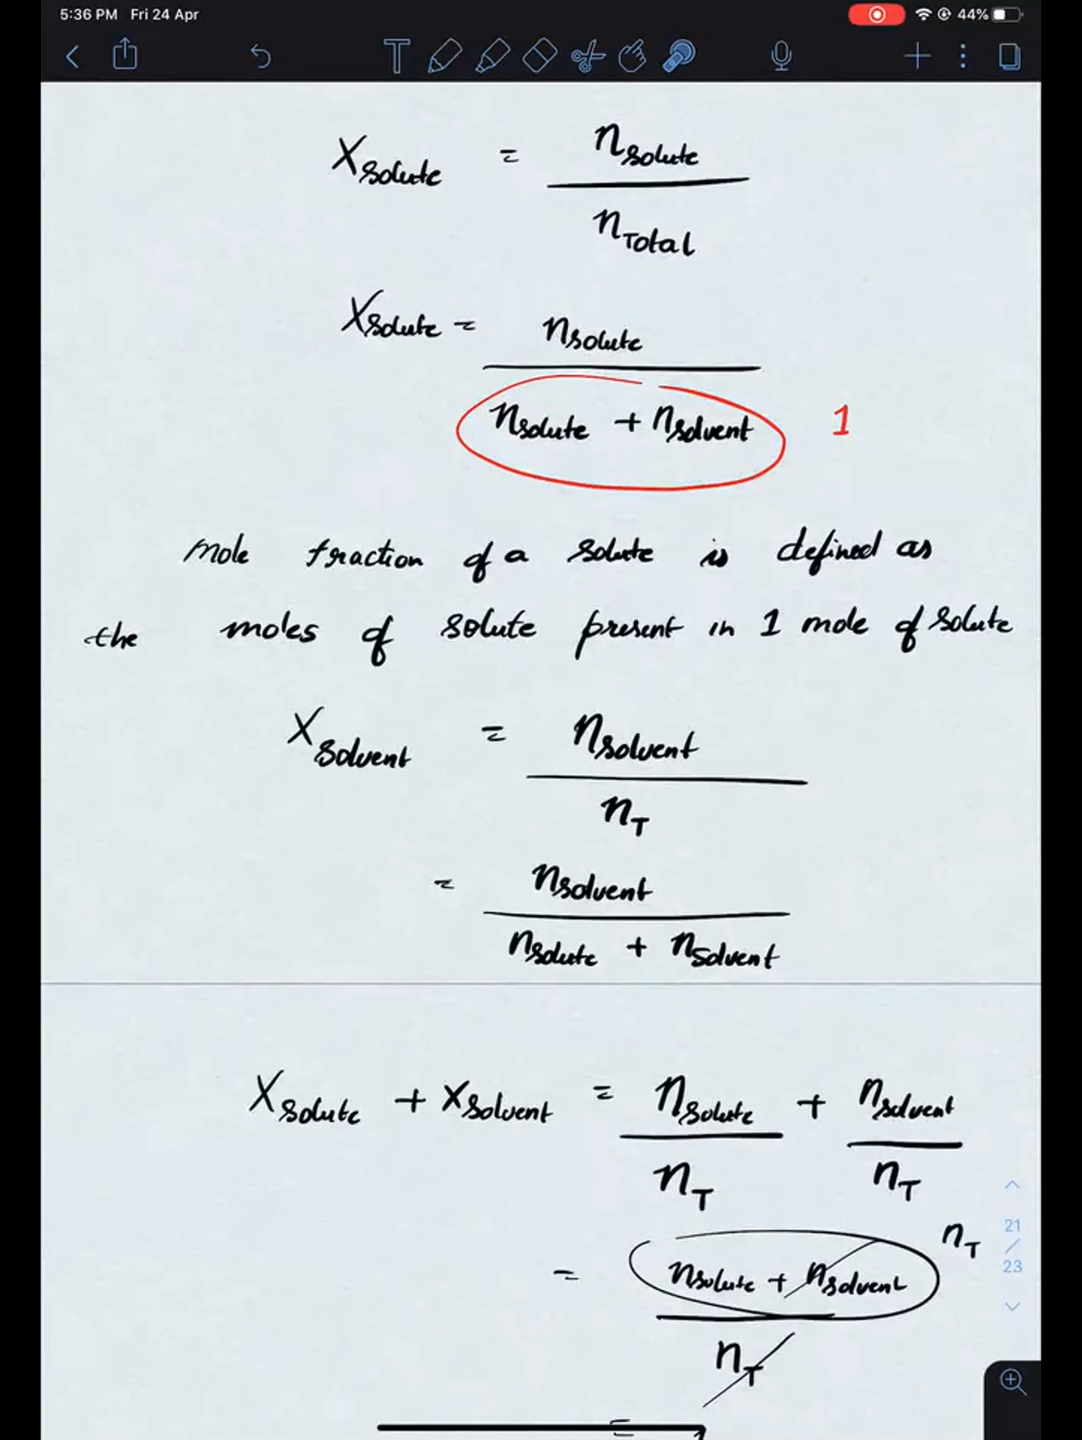 5:36 PM Fri 24 Apr
44%
T
X solute = n solute
n Total
X solute = n solute
n solute + n solvent 1
mole fraction of a solute is defined as
the moles of solute present in 1 mole of solute
X solvent = n solvent
n T
= n solvent
n solute + n solvent
X solute + X solvent = n solute + n solvent
n T n T
n T
21
/
23
= n solute + n solvent
n T
=